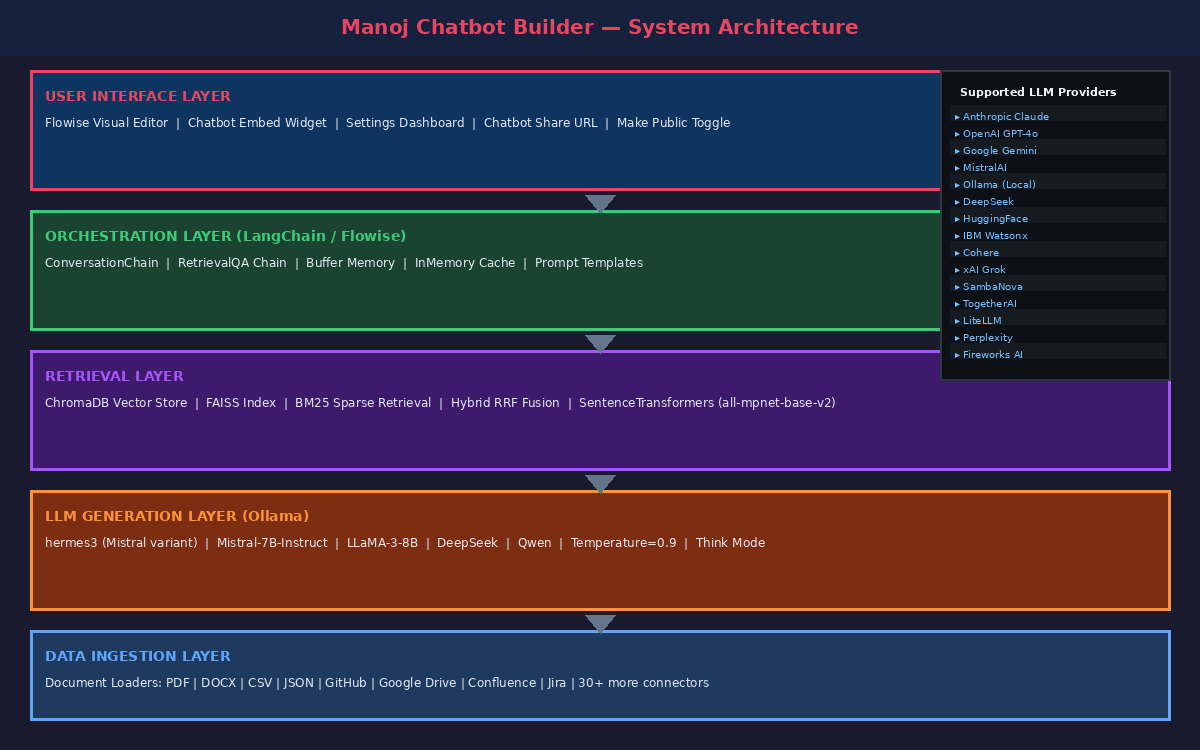 Manoj Chatbot Builder — System Architecture
USER INTERFACE LAYER
Flowise Visual Editor | Chatbot Embed Widget | Settings Dashboard | Chatbot Share URL | Make Public Toggle
Supported LLM Providers
▸ Anthropic Claude
▸ OpenAI GPT-4o
▸ Google Gemini
▸ MistralAI
▸ Ollama (Local)
▸ DeepSeek
▸ HuggingFace
▸ IBM Watsonx
▸ Cohere
▸ xAI Grok
▸ SambaNova
▸ TogetherAI
▸ LiteLLM
▸ Perplexity
▸ Fireworks AI
ORCHESTRATION LAYER (LangChain / Flowise)
ConversationChain | RetrievalQA Chain | Buffer Memory | InMemory Cache | Prompt Templates
RETRIEVAL LAYER
ChromaDB Vector Store | FAISS Index | BM25 Sparse Retrieval | Hybrid RRF Fusion | SentenceTransformers (all-mpnet-base-v2)
LLM GENERATION LAYER (Ollama)
hermes3 (Mistral variant) | Mistral-7B-Instruct | LLaMA-3-8B | DeepSeek | Qwen | Temperature=0.9 | Think Mode
DATA INGESTION LAYER
Document Loaders: PDF | DOCX | CSV | JSON | GitHub | Google Drive | Confluence | Jira | 30+ more connectors